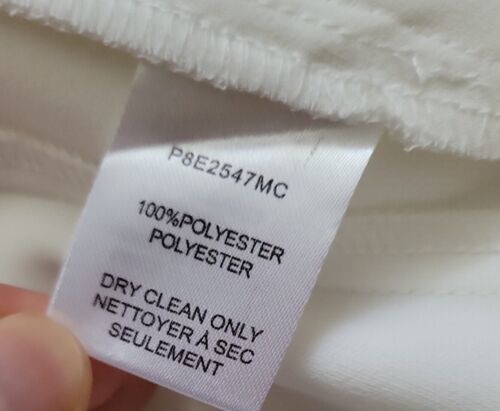 P8E2547MC
100%POLYESTER
POLYESTER
DRY CLEAN ONLY
NETTOYER À SEC
SEULEMENT